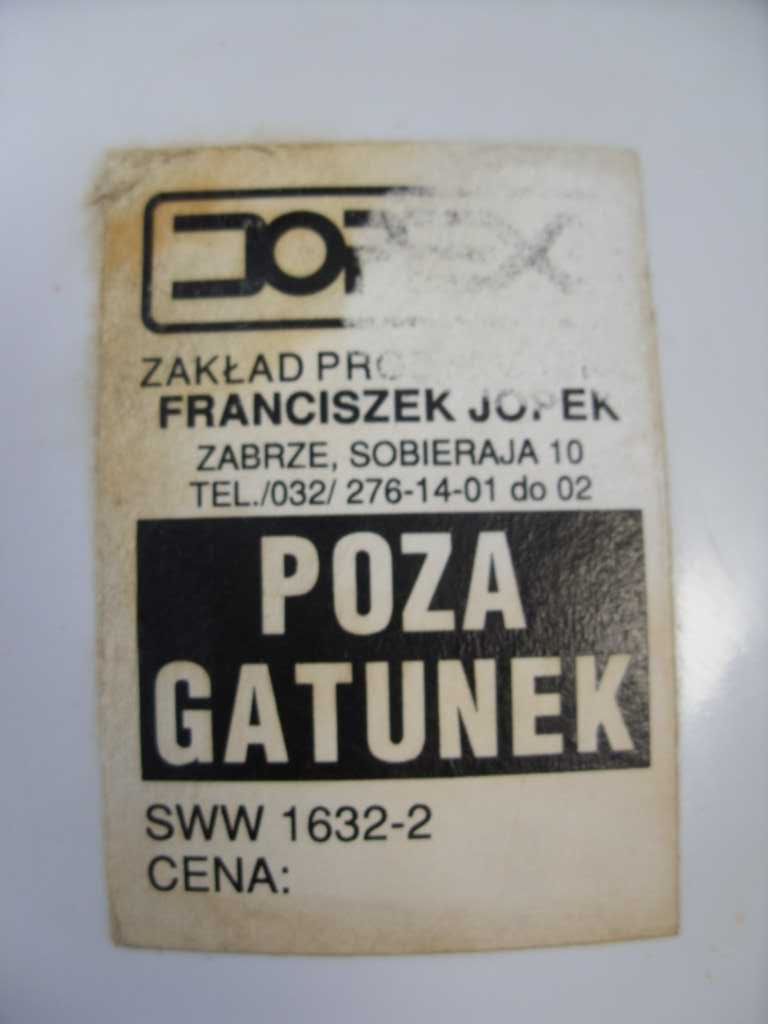 JOPEX
ZAKŁAD
FRANCISZEK JOPEK
ZABRZE, SOBIERAJA 10
TEL./032/ 276-14-01 do 02
POZA
GATUNEK
SWW 1632-2
CENA: